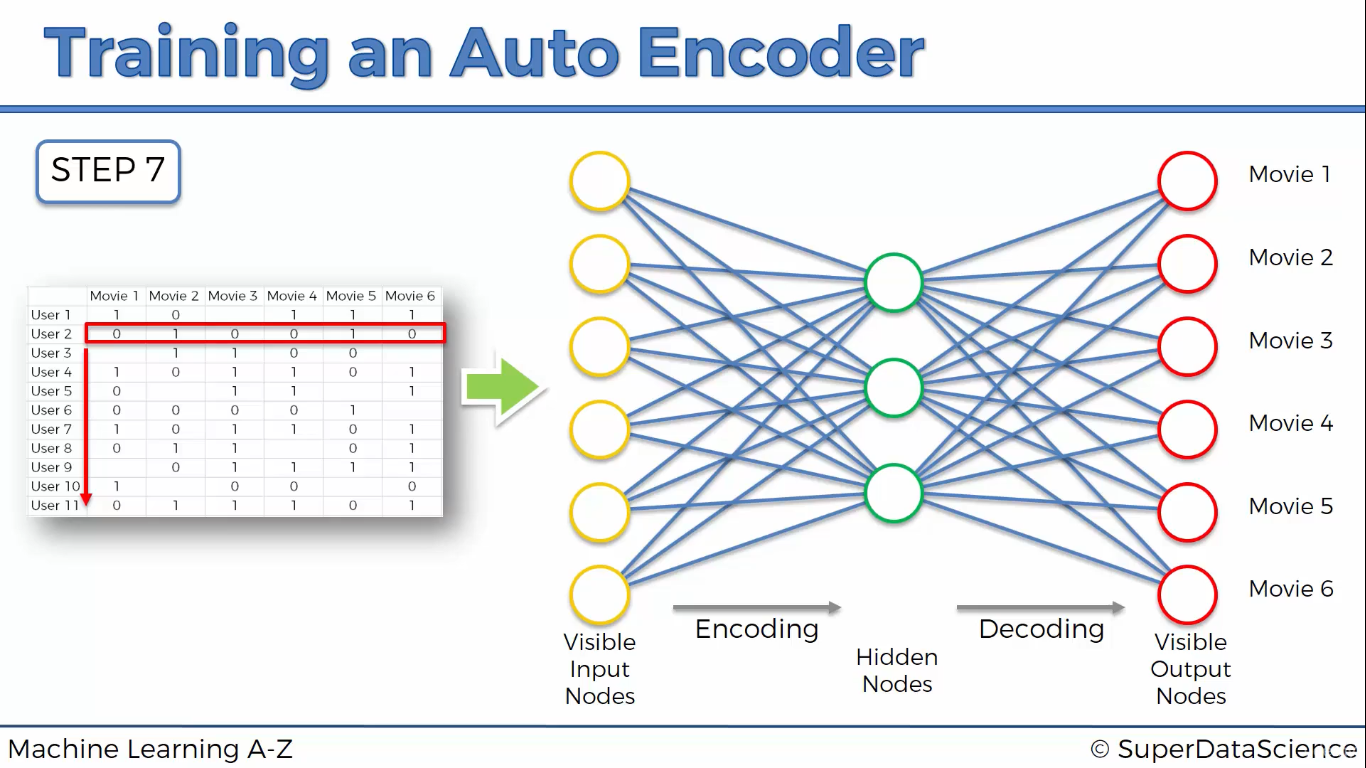 Training an Auto Encoder
STEP 7
Movie 1 Movie 2 Movie 3 Movie 4 Movie 5 Movie 6
User 1 1 0 1 1 1
User 2 0 1 0 0 1 0
User 3 1 1 0 0
User 4 1 0 1 1 0 1
User 5 0 1 1 1
User 6 0 0 0 0 1
User 7 1 0 1 1 0 1
User 8 0 1 1 0 1
User 9 0 1 1 1 1
User 10 1 0 0 0
User 11 0 1 1 1 0 1
Movie 1
Movie 2
Movie 3
Movie 4
Movie 5
Movie 6
Encoding
Decoding
Visible
Input
Nodes
Hidden
Nodes
Visible
Output
Nodes
Machine Learning A-Z
© SuperDataScience